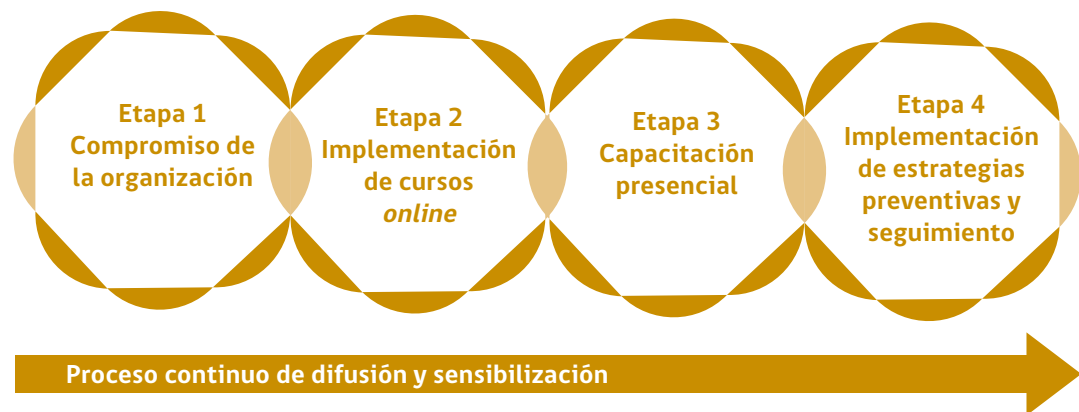 Etapa 1
Compromiso de
la organización
Etapa 2
Implementación
de cursos
online
Etapa 3
Capacitación
presencial
Etapa 4
Implementación
de estrategias
preventivas y
seguimiento
Proceso continuo de difusión y sensibilización